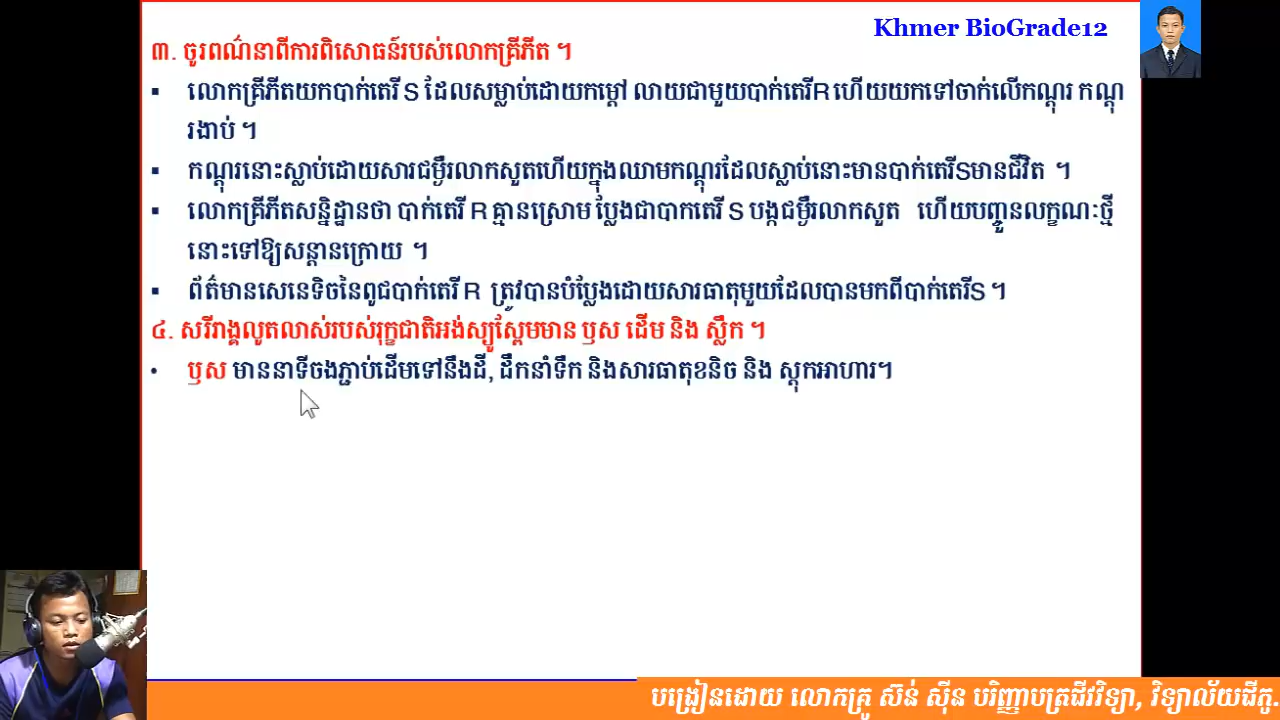 Khmer BioGrade12
៣. ចូរពណ៌នាពីការពិសោធន៍របស់លោកគ្រីភីត ។
▪ លោកគ្រីភីតយកបាក់តេរី S ដែលសម្លាប់ដោយកម្តៅ លាយជាមួយបាក់តេរីR ហើយយកទៅចាក់លើកណ្តុរ កណ្តុ
រងាប់ ។
▪ កណ្តុរនោះស្លាប់ដោយសារជម្ងឺរលាកសួតហើយក្នុងឈាមកណ្តុរដែលស្លាប់នោះមានបាក់តេរីSមានជីវិត ។
▪ លោកគ្រីភីតសន្និដ្ឋានថា បាក់តេរី R គ្មានស្រោម ប្លែងជាបាកតេរី S បង្កជម្ងឺរលាកសួត ហើយបញ្ជូនលក្ខណៈថ្មី
នោះទៅឱ្យសន្តានក្រោយ ។
▪ ព័ត៌មានសេនេទិចនៃពូជបាក់តេរី R ត្រូវបានបំប្លែងដោយសារធាតុមួយដែលបានមកពីបាក់តេរីS ។
៤. សរីរាង្គលូតលាស់របស់រុក្ខជាតិអង់ស្យូស្ពែមមាន ឫស ដើម និង ស្លឹក ។
• ឫស មាននាទីចងភ្ជាប់ដើមទៅនឹងដី, ដឹកនាំទឹក និងសារធាតុខនិច និង ស្តុកអាហារ។
បង្រៀនដោយ លោកគ្រូ ស៊ន់ ស៊ីន បរិញ្ញាបត្រជីវវិទ្យា, វិទ្យាល័យជីភូ.